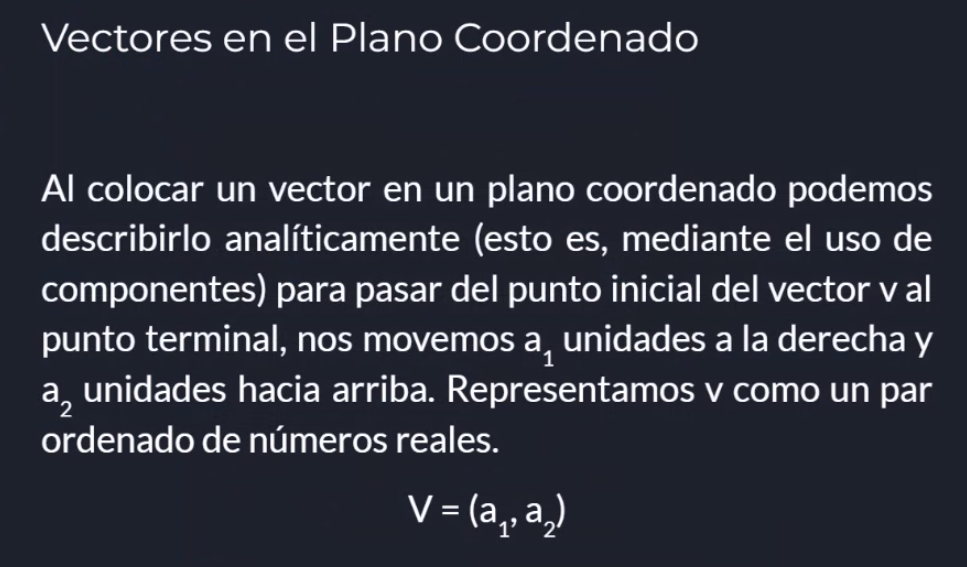 Vectores en el Plano Coordenado
Al colocar un vector en un plano coordenado podemos
describirlo analíticamente (esto es, mediante el uso de
componentes) para pasar del punto inicial del vector v al
punto terminal, nos movemos a₁ unidades a la derecha y
a₂ unidades hacia arriba. Representamos v como un par
ordenado de números reales.
V = (a₁, a₂)